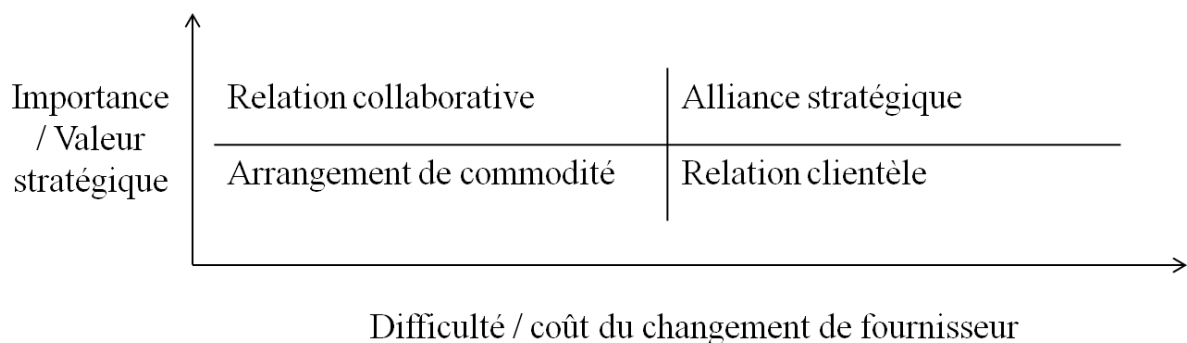 Importance
/ Valeur
stratégique
Relation collaborative
Alliance stratégique
Arrangement de commodité
Relation clientèle
Difficulté / coût du changement de fournisseur